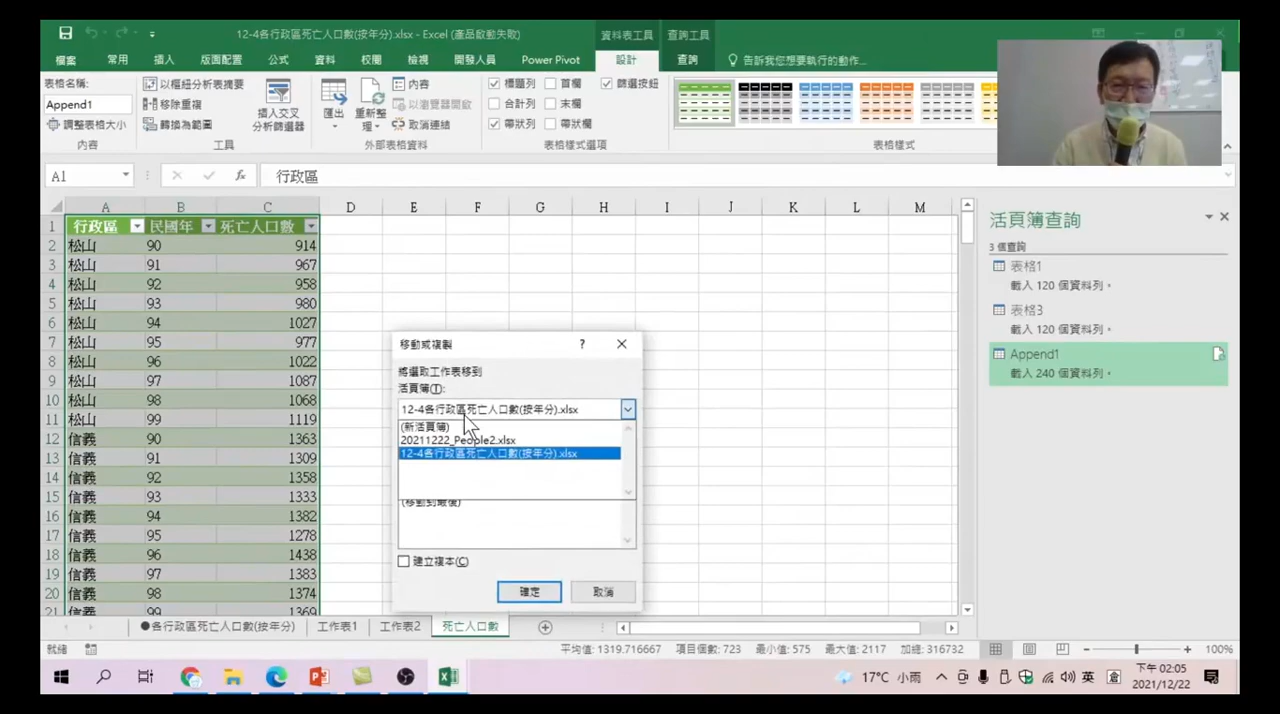 12-4各行政區死亡人口數(按年分).xlsx - Excel (產品啟動失敗)
資料表工具 查詢工具
檔案 常用 插入 版面配置 公式 資料 校閱 檢視 開發人員 Power Pivot 設計 查詢 告訴我您想要執行的動作...
表格名稱:
Append1
調整表格大小
內容
以樞紐分析表摘要
移除重複
轉換為範圍
插入交叉
分析篩選器
工具
匯出
重新整
理
內容
以瀏覽器開啟
取消連結
外部表格資料
標題列 首欄 篩選按鈕
合計列 末欄
帶狀列 帶狀欄
表格樣式選項
表格樣式
A1 fx 行政區
A B C D E F G H I J K L M
1 行政區 民國年 死亡人口數
2 松山 90 914
3 松山 91 967
4 松山 92 958
5 松山 93 980
6 松山 94 1027
7 松山 95 977
8 松山 96 1022
9 松山 97 1087
10 松山 98 1068
11 松山 99 1119
12 信義 90 1363
13 信義 91 1309
14 信義 92 1358
15 信義 93 1333
16 信義 94 1382
17 信義 95 1278
18 信義 96 1438
19 信義 97 1383
20 信義 98 1374
21 信義 99 1369
移動或複製 ?
將選取工作表移到
活頁簿(T):
12-4各行政區死亡人口數(按年分).xlsx
(新活頁簿)
20211222_People2.xlsx
12-4各行政區死亡人口數(按年分).xlsx
(移動到最後)
建立複本(C)
確定 取消
活頁簿查詢
3 個查詢
表格1
載入 120 個資料列。
表格3
載入 120 個資料列。
Append1
載入 240 個資料列。
●各行政區死亡人口數(按年分) 工作表1 工作表2 死亡人口數
就緒 平均值: 1319.716667 項目個數: 723 最小值: 575 最大值: 2117 加總: 316732 100%
17°C 小雨 英 下午 02:05
2021/12/22